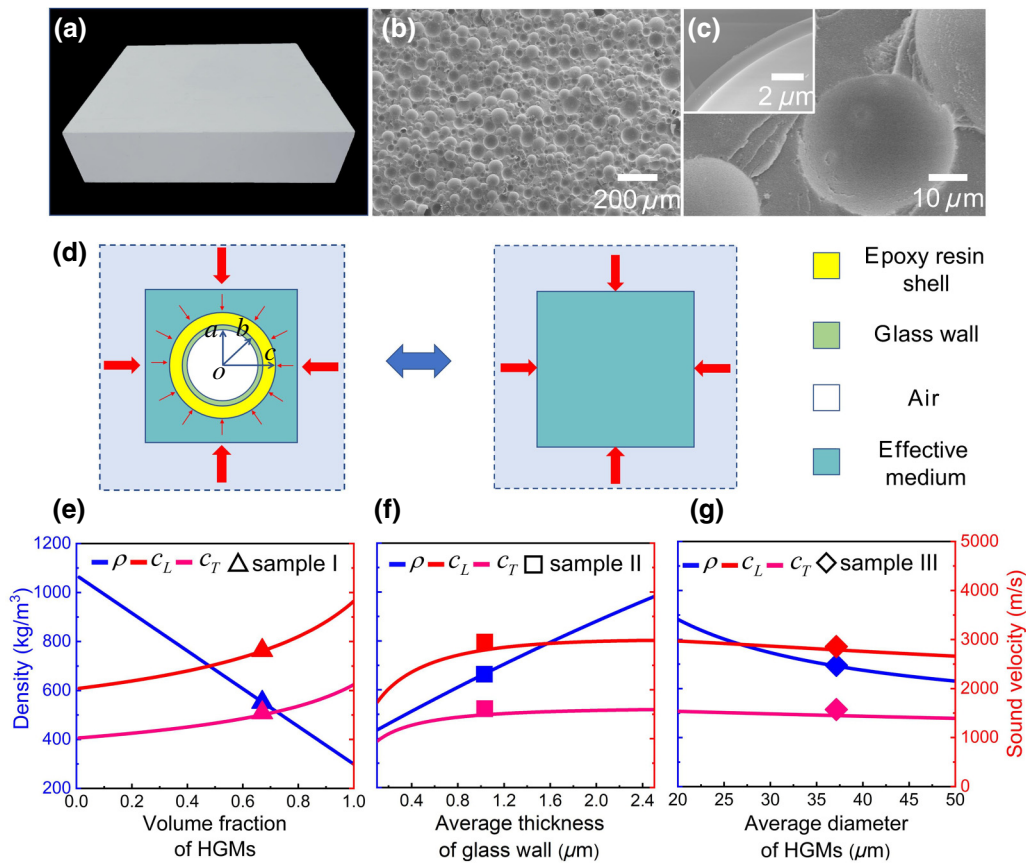 (a)
(b)
200 µm
(c)
2 µm
10 µm
(d)
a
b
c
o
Epoxy resin
shell
Glass wall
Air
Effective
medium
(e)
(f)
(g)
Density (kg/m³)
1200
1000
800
600
400
200
ρ c_L c_T sample I
0.0 0.2 0.4 0.6 0.8 1.0
Volume fraction
of HGMs
ρ c_L c_T sample II
0.4 0.8 1.2 1.6 2.0 2.4
Average thickness
of glass wall (µm)
ρ c_L c_T sample III
20 25 30 35 40 45 50
Average diameter
of HGMs (µm)
5000
4000
3000
2000
1000
0
Sound velocity (m/s)